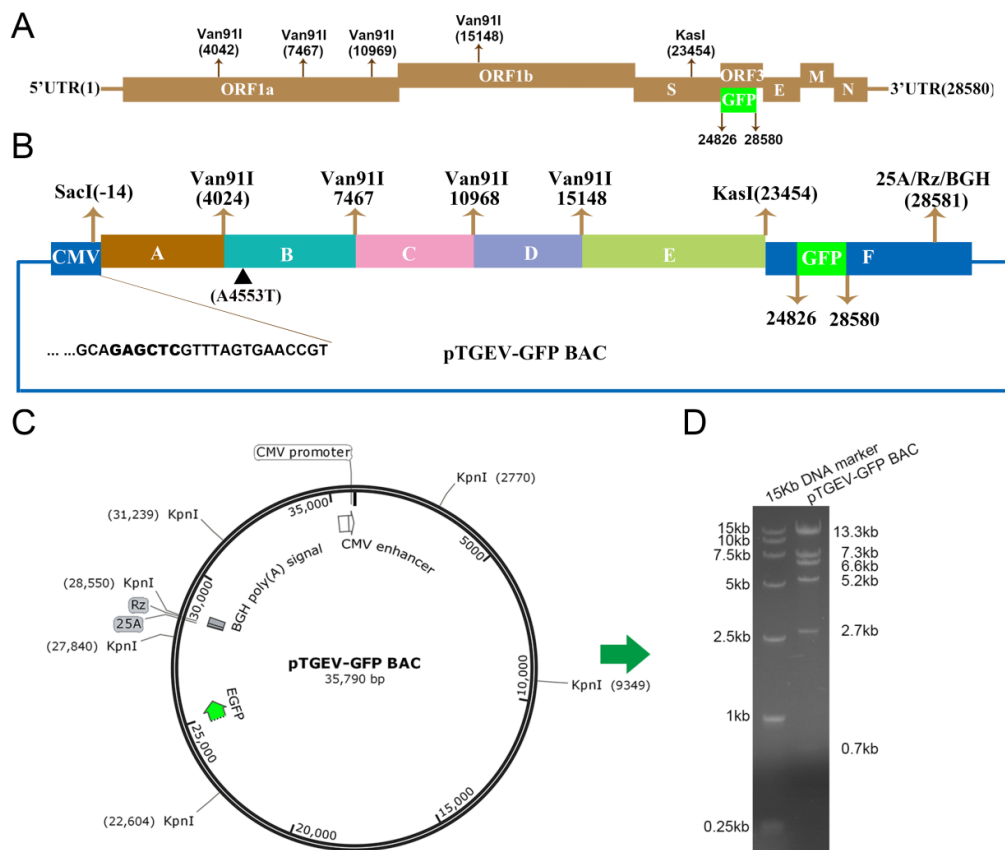 A
Van91I
(4042)
Van91I
(7467)
Van91I
(10969)
Van91I
(15148)
KasI
(23454)
5'UTR(1)
ORF1a
ORF1b
S
ORF3
GFP
E
M
N
3'UTR(28580)
24826
28580
B
SacI(-14)
Van91I
(4024)
Van91I
7467
Van91I
10968
Van91I
15148
KasI(23454)
25A/Rz/BGH
(28581)
CMV
A
B
C
D
E
GFP
F
(A4553T)
24826
28580
... ...GCAGAGCTCGTTTAGTGAACCGT
pTGEV-GFP BAC
C
CMV promoter
KpnI (2770)
35,000
(31,239) KpnI
CMV enhancer
5000
BGH poly(A) signal
(28,550) KpnI
30,000
Rz
25A
(27,840) KpnI
pTGEV-GFP BAC
35,790 bp
KpnI (9349)
10,000
EGFP
25,000
(22,604) KpnI
15,000
20,000
D
15Kb DNA marker
pTGEV-GFP BAC
15kb
10kb
7.5kb
5kb
2.5kb
1kb
0.25kb
13.3kb
7.3kb
6.6kb
5.2kb
2.7kb
0.7kb